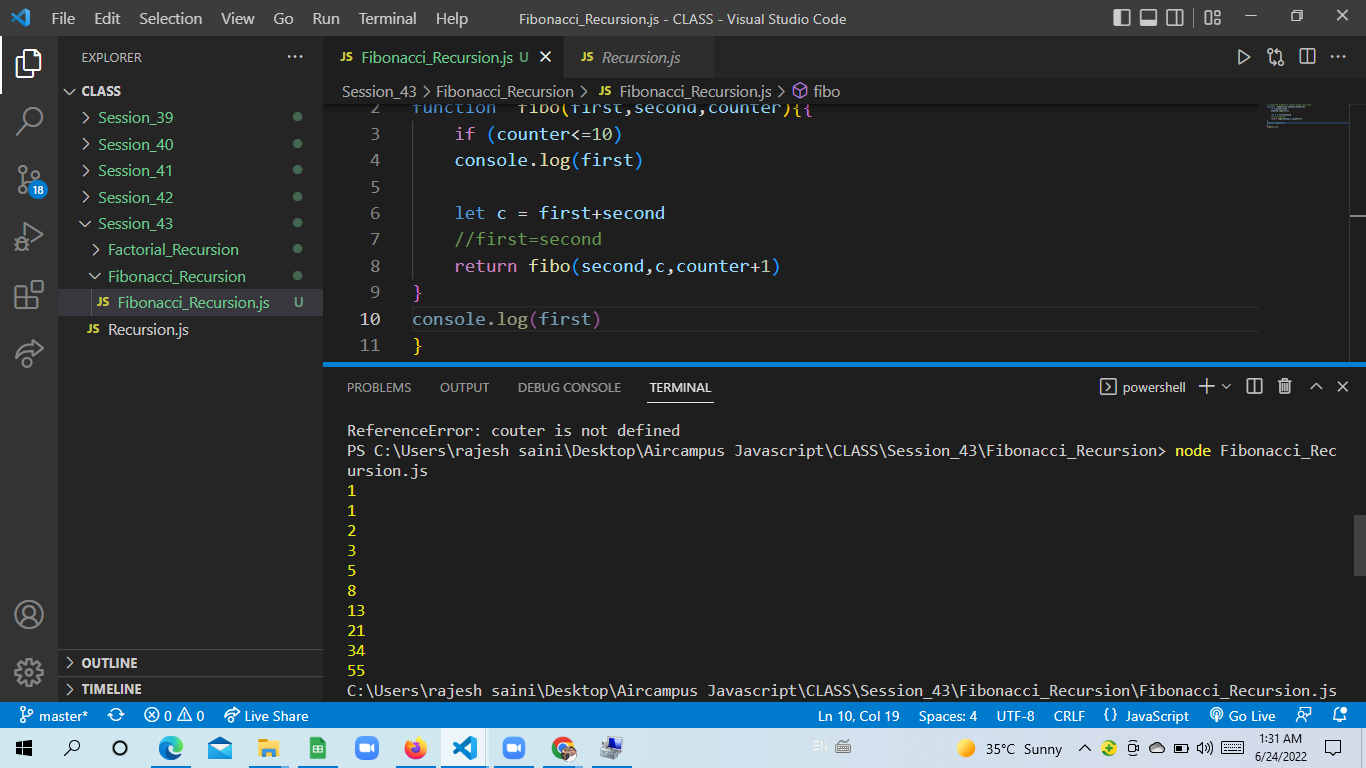 File Edit Selection View Go Run Terminal Help Fibonacci_Recursion.js - CLASS - Visual Studio Code
EXPLORER
JS Fibonacci_Recursion.js U
JS Recursion.js
CLASS
Session_43 > Fibonacci_Recursion > JS Fibonacci_Recursion.js > fibo
Session_39
Session_40
Session_41
Session_42
Session_43
Factorial_Recursion
Fibonacci_Recursion
JS Fibonacci_Recursion.js U
JS Recursion.js
18
OUTLINE
TIMELINE
2 function fibo(first,second,counter){{
3 if (counter<=10)
4 console.log(first)
5
6 let c = first+second
7 //first=second
8 return fibo(second,c,counter+1)
9 }
10 console.log(first)
11 }
PROBLEMS OUTPUT DEBUG CONSOLE TERMINAL powershell
ReferenceError: couter is not defined
PS C:\Users\rajesh saini\Desktop\Aircampus Javascript\CLASS\Session_43\Fibonacci_Recursion> node Fibonacci_Rec
ursion.js
1
1
2
3
5
8
13
21
34
55
C:\Users\rajesh saini\Desktop\Aircampus Javascript\CLASS\Session_43\Fibonacci_Recursion\Fibonacci_Recursion.js
master* 0 0 Live Share Ln 10, Col 19 Spaces: 4 UTF-8 CRLF {} JavaScript Go Live
EN 35°C Sunny 1:31 AM
6/24/2022